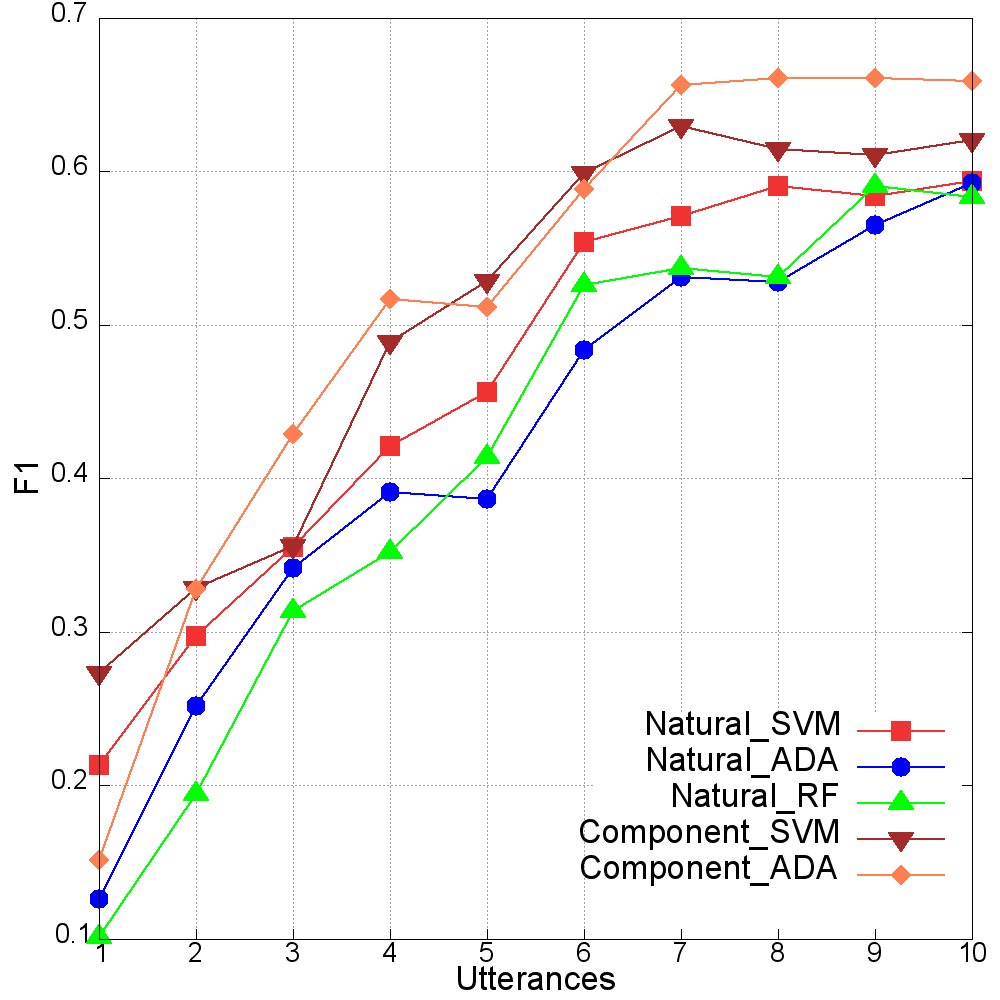 0.7
0.6
0.5
0.4
0.3
0.2
0.1
F1
Natural_SVM
Natural_ADA
Natural_RF
Component_SVM
Component_ADA
1 2 3 4 5 6 7 8 9 10
Utterances